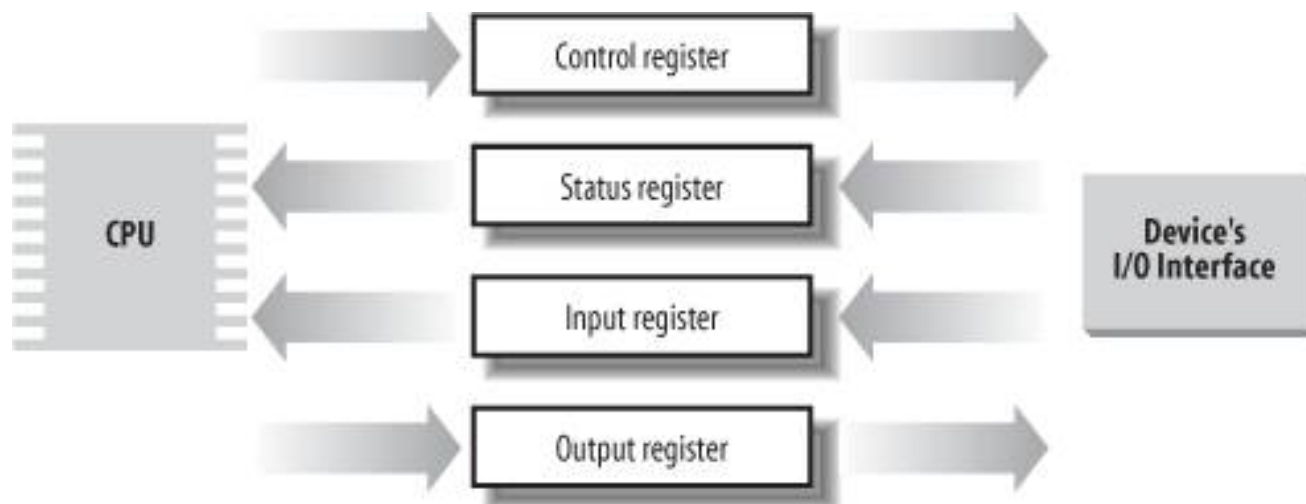 Control register
Status register
CPU
Device's
I/O Interface
Input register
Output register